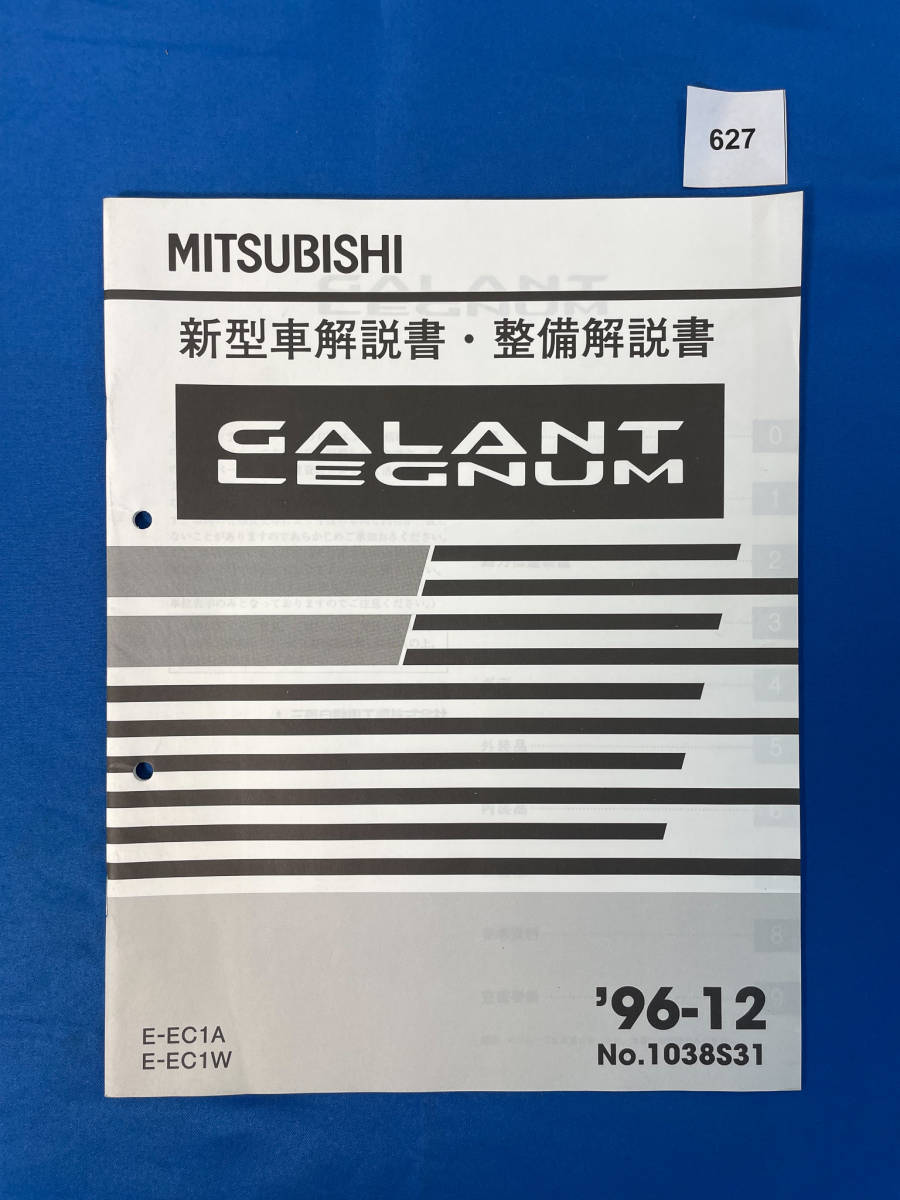 627
MITSUBISHI
新型車解説書・整備解説書
GALANT
LEGNUM
E-EC1A
E-EC1W
'96-12
No.1038S31